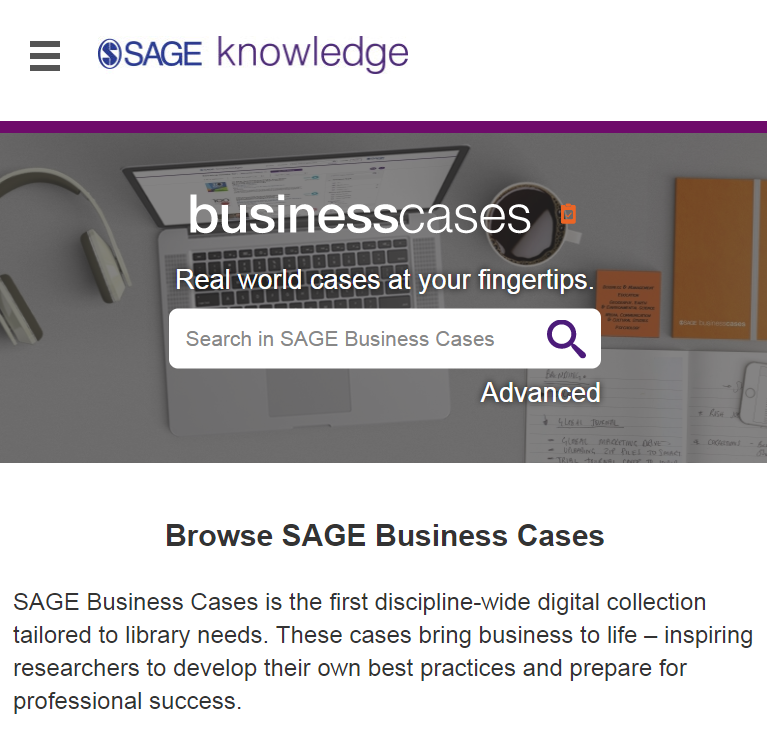 SAGE knowledge
businesscases
Real world cases at your fingertips.
Search in SAGE Business Cases
Advanced
SAGE businesscases
Browse SAGE Business Cases
SAGE Business Cases is the first discipline-wide digital collection
tailored to library needs. These cases bring business to life – inspiring
researchers to develop their own best practices and prepare for
professional success.